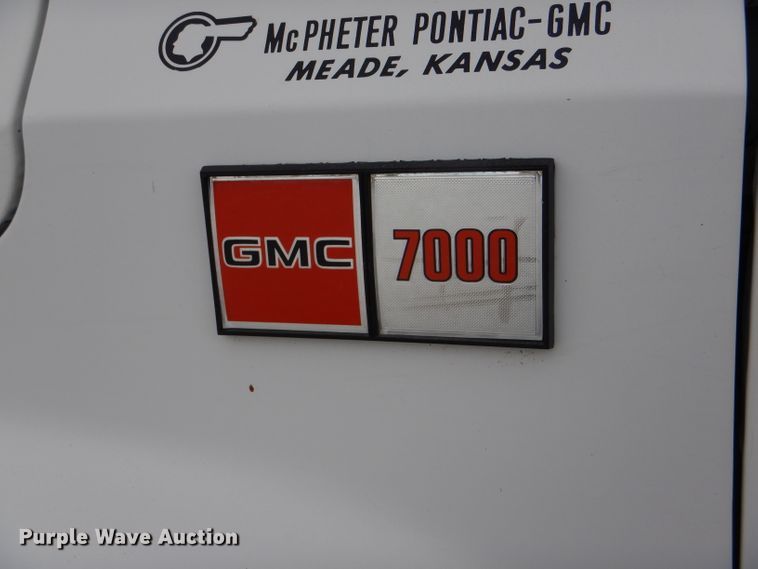 McPHETER PONTIAC-GMC
MEADE, KANSAS
GMC 7000
Purple Wave Auction